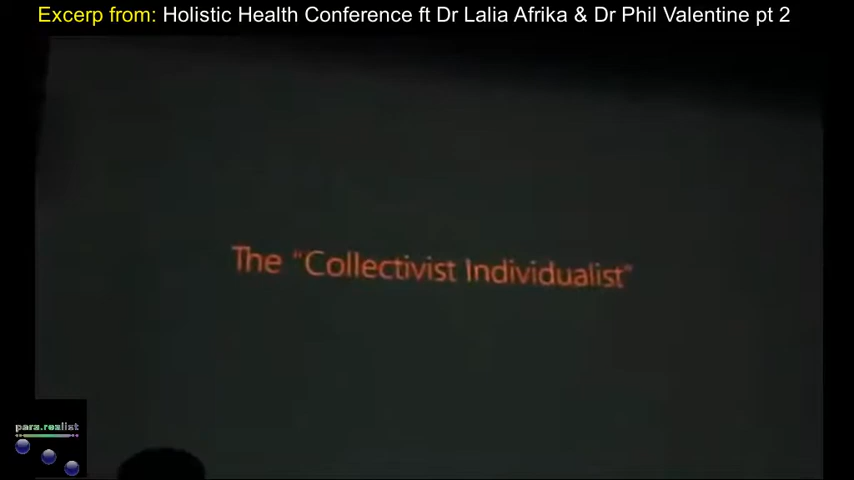 Excerp from: Holistic Health Conference ft Dr Lalia Afrika & Dr Phil Valentine pt 2
The "Collectivist Individualist"
para.realist